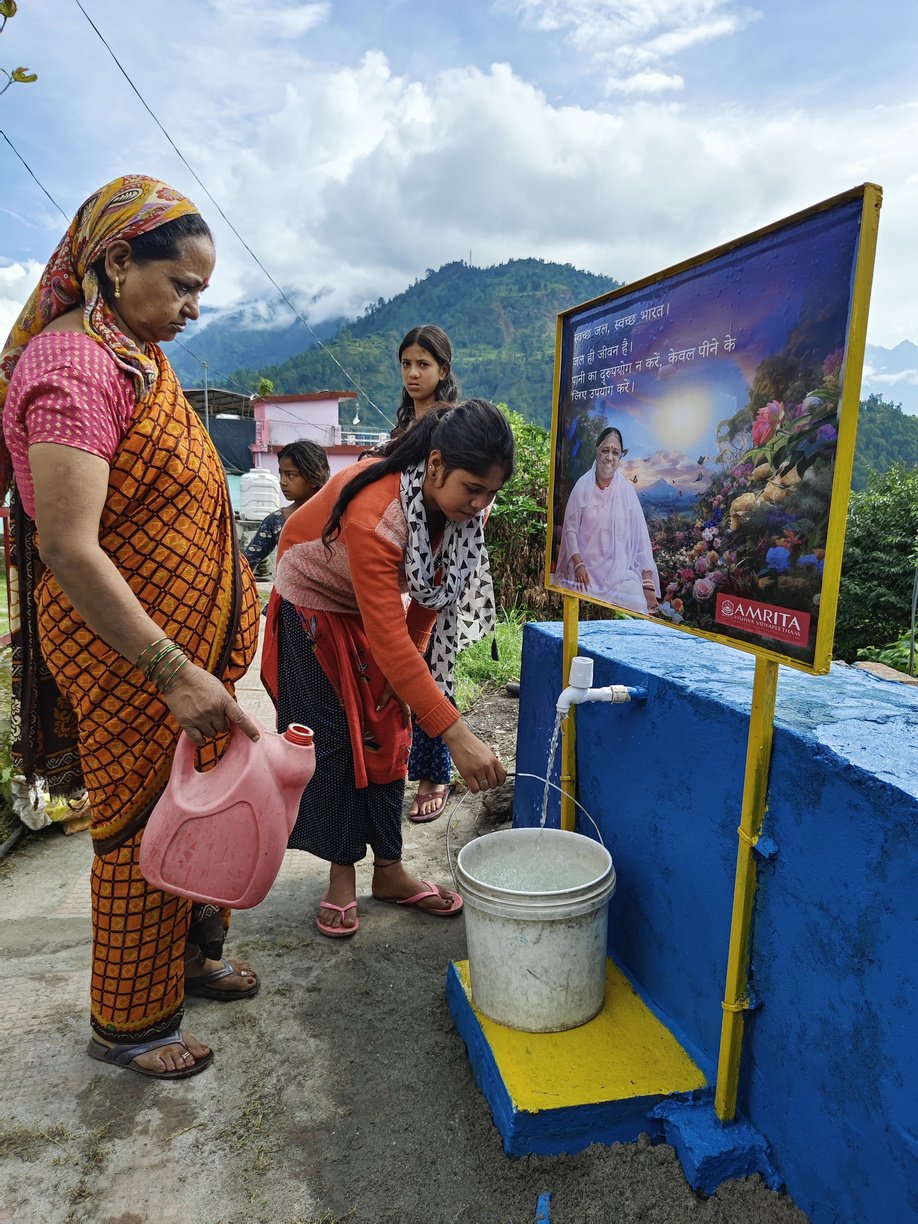 स्वच्छ जल, स्वच्छ भारत।
जल ही जीवन है।
पानी का दुरुपयोग न करें, केवल पीने के
लिए उपयोग करें।
AMRITA
VISHWA VIDYAPEETHAM